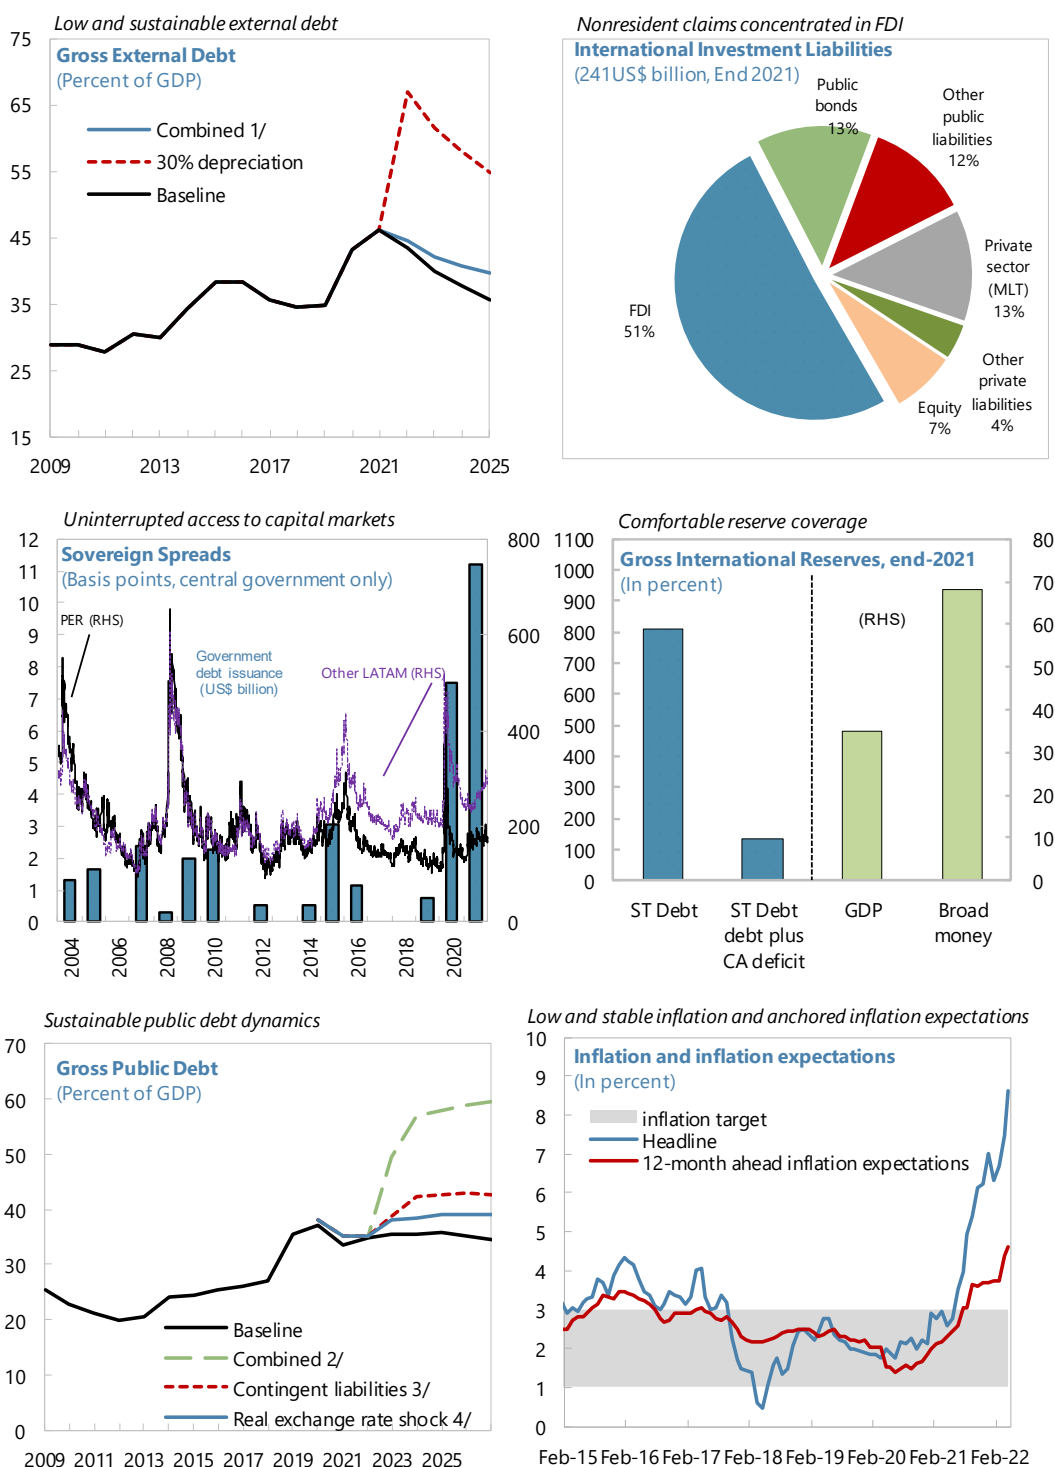 Low and sustainable external debt
Gross External Debt
(Percent of GDP)
Combined 1/
30% depreciation
Baseline
75
65
55
45
35
25
15
2009 2013 2017 2021 2025
Nonresident claims concentrated in FDI
International Investment Liabilities
(241US$ billion, End 2021)
Public
bonds
13%
Other
public
liabilities
12%
Private
sector
(MLT)
13%
Other
private
liabilities
4%
Equity
7%
FDI
51%
Uninterrupted access to capital markets
Sovereign Spreads
(Basis points, central government only)
PER (RHS)
Government
debt issuance
(US$ billion)
Other LATAM (RHS)
12
11
10
9
8
7
6
5
4
3
2
1
0
800
600
400
200
0
2004 2006 2008 2010 2012 2014 2016 2018 2020
Comfortable reserve coverage
Gross International Reserves, end-2021
(In percent)
(RHS)
1100
1000
900
800
700
600
500
400
300
200
100
0
80
70
60
50
40
30
20
10
0
ST Debt
ST Debt
debt plus
CA deficit
GDP
Broad
money
Sustainable public debt dynamics
Gross Public Debt
(Percent of GDP)
70
60
50
40
30
20
10
0
Baseline
Combined 2/
Contingent liabilities 3/
Real exchange rate shock 4/
2009 2011 2013 2015 2017 2019 2021 2023 2025
Low and stable inflation and anchored inflation expectations
Inflation and inflation expectations
(In percent)
inflation target
Headline
12-month ahead inflation expectations
10
9
8
7
6
5
4
3
2
1
0
Feb-15 Feb-16 Feb-17 Feb-18 Feb-19 Feb-20 Feb-21 Feb-22